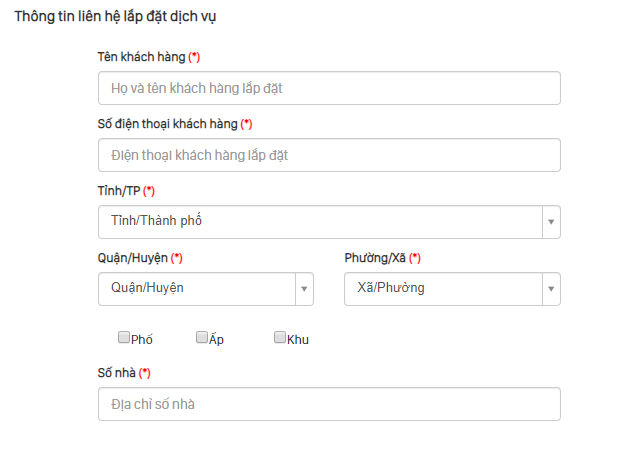 Thông tin liên hệ lắp đặt dịch vụ
Tên khách hàng (*)
Họ và tên khách hàng lắp đặt
Số điện thoại khách hàng (*)
Điện thoại khách hàng lắp đặt
Tỉnh/TP (*)
Tỉnh/Thành phố
Quận/Huyện (*) Phường/Xã (*)
Quận/Huyện Xã/Phường
Phố Ấp Khu
Số nhà (*)
Địa chỉ số nhà